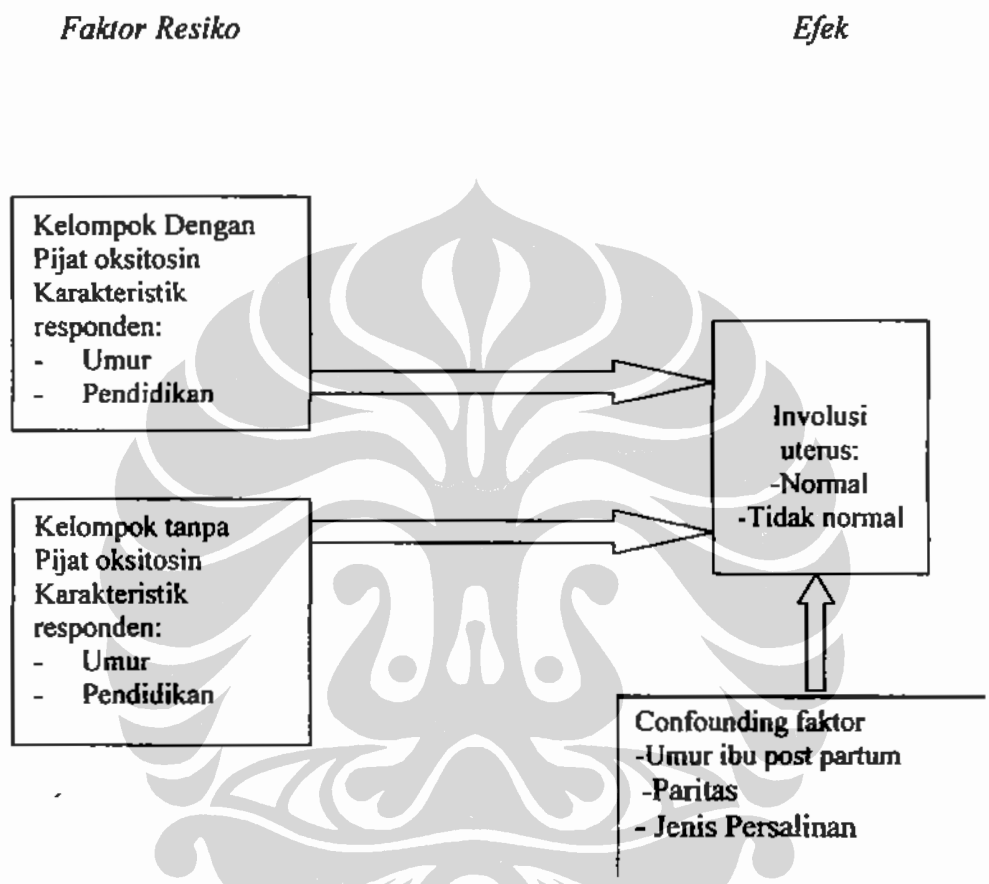 Faktor Resiko
Efek
Kelompok Dengan
Pijat oksitosin
Karakteristik
responden:
- Umur
- Pendidikan
Involusi
uterus:
-Normal
-Tidak normal
Kelompok tanpa
Pijat oksitosin
Karakteristik
responden:
- Umur
- Pendidikan
Confounding faktor
-Umur ibu post partum
-Paritas
- Jenis Persalinan